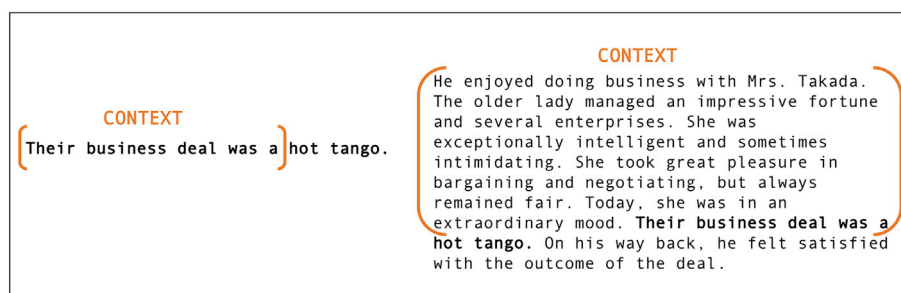 CONTEXT
Their business deal was a hot tango.
CONTEXT
He enjoyed doing business with Mrs. Takada.
The older lady managed an impressive fortune
and several enterprises. She was
exceptionally intelligent and sometimes
intimidating. She took great pleasure in
bargaining and negotiating, but always
remained fair. Today, she was in an
extraordinary mood. Their business deal was a
hot tango. On his way back, he felt satisfied
with the outcome of the deal.